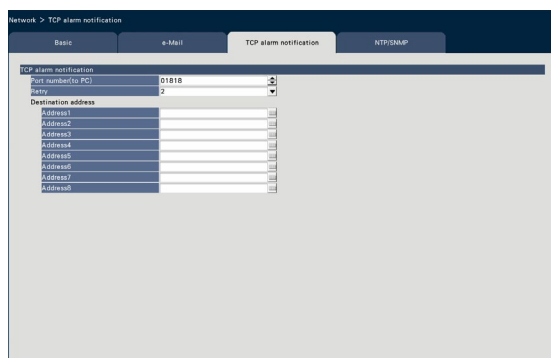 Network > TCP alarm notification
Basic e-Mail TCP alarm notification NTP/SNMP
TCP alarm notification
Port number(to PC) 01818
Retry 2
Destination address
Address1
Address2
Address3
Address4
Address5
Address6
Address7
Address8